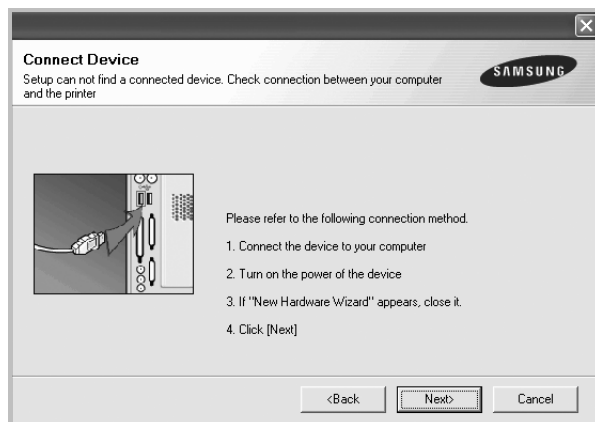 Connect Device
Setup can not find a connected device. Check connection between your computer
and the printer
SAMSUNG
Please refer to the following connection method.
1. Connect the device to your computer
2. Turn on the power of the device
3. If "New Hardware Wizard" appears, close it.
4. Click [Next]
<Back
Next>
Cancel